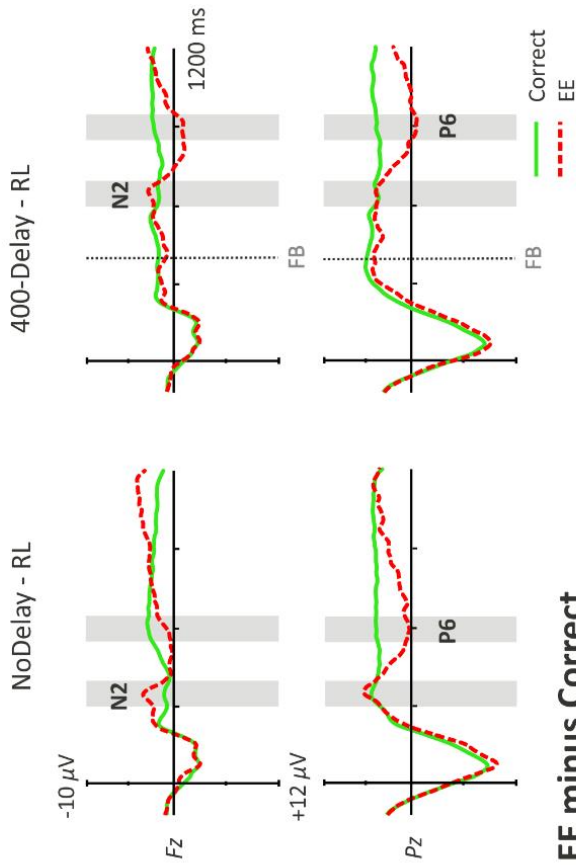 NoDelay - RL
400-Delay - RL
-10 µV
N2
N2
Fz
1200 ms
+12 µV
FB
Pz
P6
P6
FB
Correct
EE
EE minus Correct